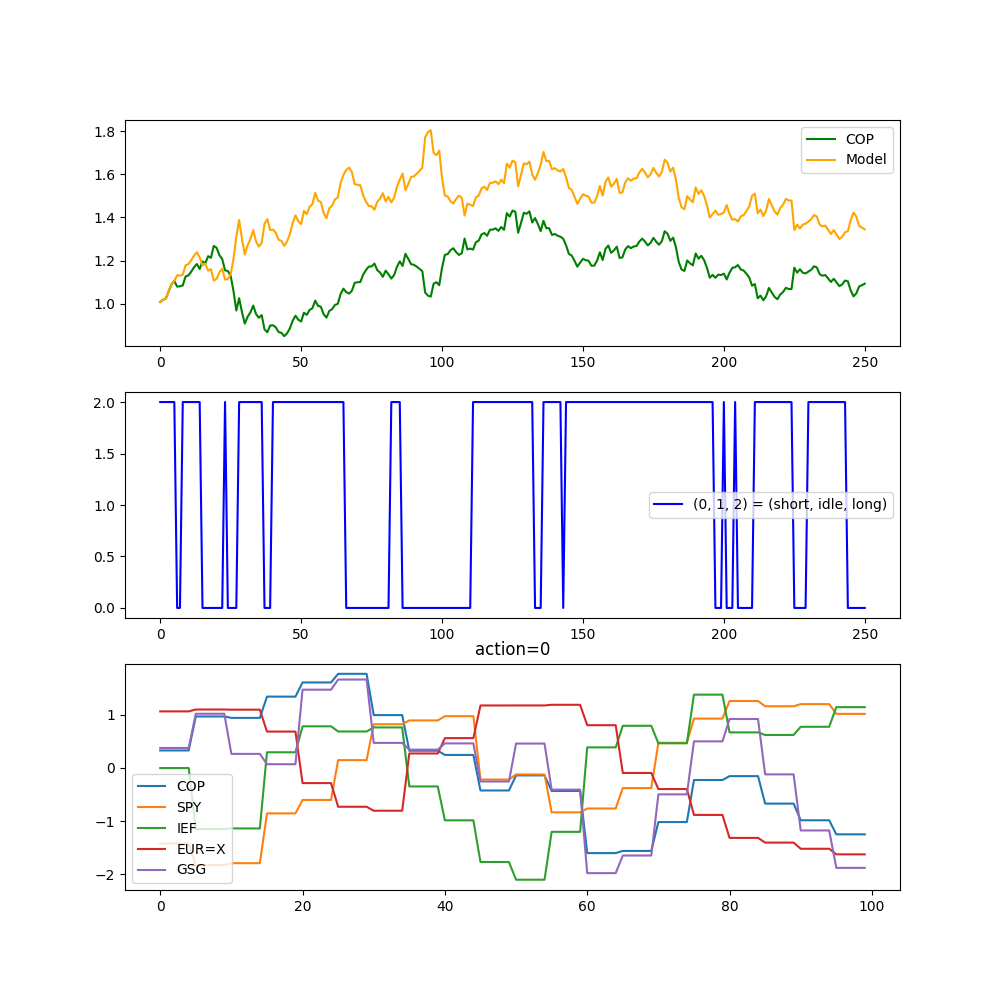 1.8
1.6
1.4
1.2
1.0
COP
Model
0 50 100 150 200 250
2.0
1.5
1.0
0.5
0.0
(0, 1, 2) = (short, idle, long)
0 50 100 150 200 250
action=0
1
0
−1
−2
COP
SPY
IEF
EUR=X
GSG
0 20 40 60 80 100